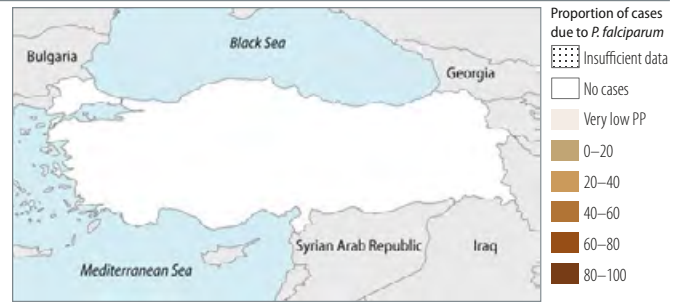 Bulgaria
Black Sea
Georgia
Syrian Arab Republic
Iraq
Mediterranean Sea
Proportion of cases
due to P. falciparum
Insufficient data
No cases
Very low PP
0–20
20–40
40–60
60–80
80–100